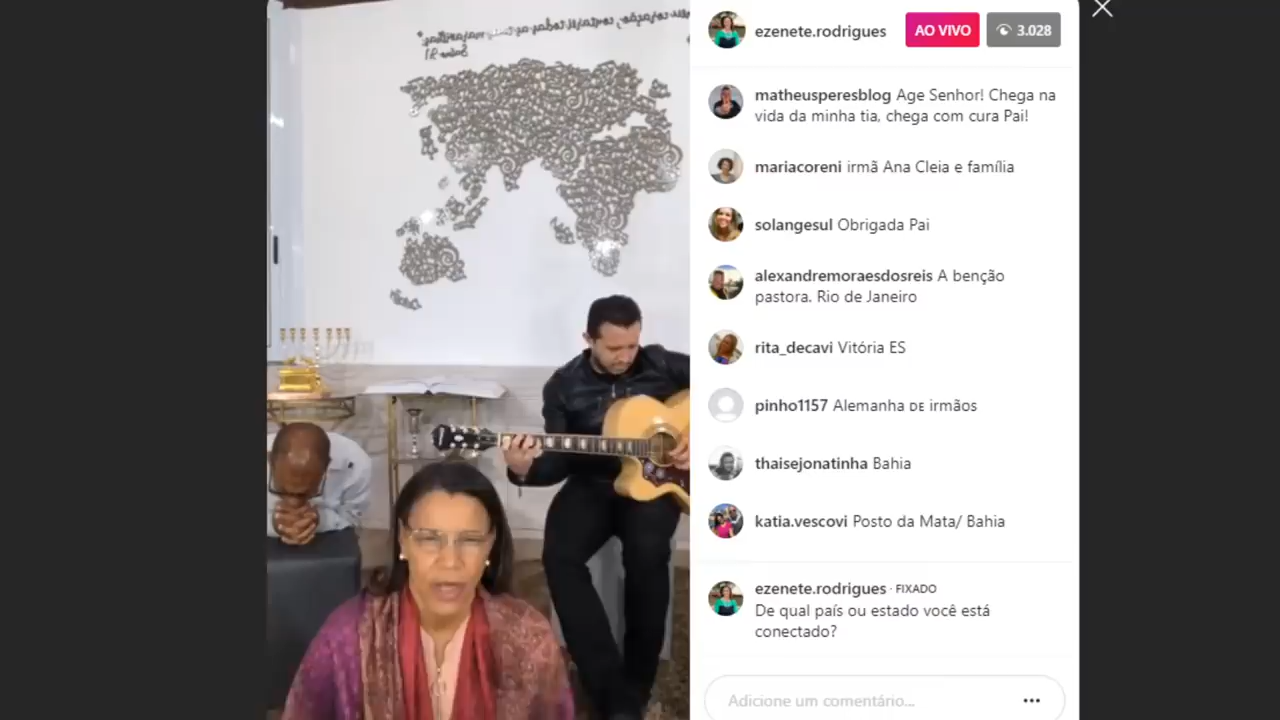 ezenete.rodrigues AO VIVO 3.028
matheusperesblog Age Senhor! Chega na
vida da minha tia, chega com cura Pai!
mariacoreni irmã Ana Cleia e família
solangesul Obrigada Pai
alexandremoraesdosreis A benção
pastora. Rio de Janeiro
rita_decavi Vitória ES
pinho1157 Alemanha ᴅᴇ irmãos
thaisejonatinha Bahia
katia.vescovi Posto da Mata/ Bahia
ezenete.rodrigues · FIXADO
De qual país ou estado você está
conectado?
Adicione um comentário...